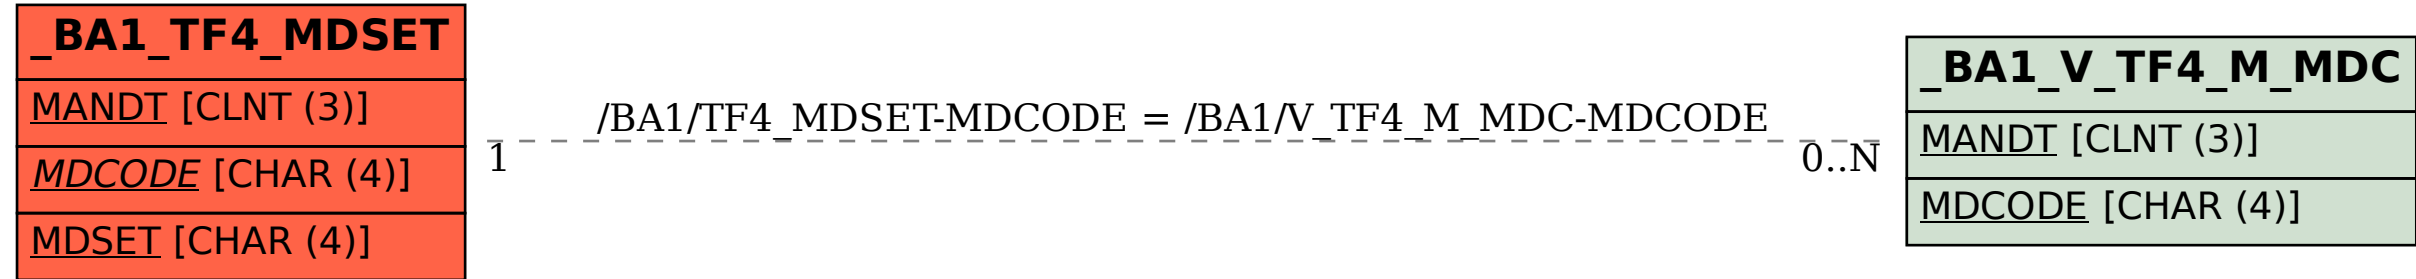 _BA1_TF4_MDSET
MANDT [CLNT (3)]
MDCODE [CHAR (4)]
MDSET [CHAR (4)]
/BA1/TF4_MDSET-MDCODE = /BA1/V_TF4_M_MDC-MDCODE
1
0..N
_BA1_V_TF4_M_MDC
MANDT [CLNT (3)]
MDCODE [CHAR (4)]